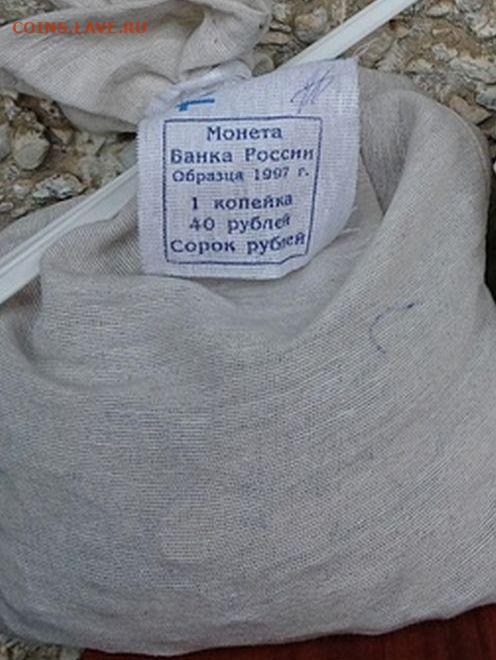 COINS.LAVE.RU
Монета
Банка России
Образца 1997 г.
1 копейка
40 рублей
Сорок рублей